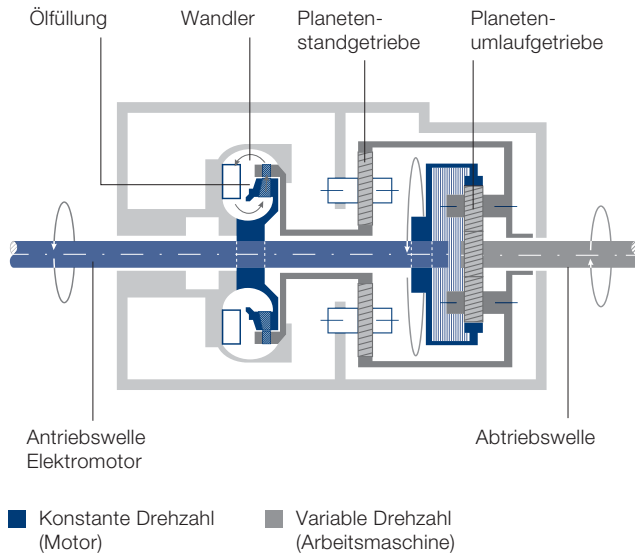 Ölfüllung
Wandler
Planeten-
standgetriebe
Planeten-
umlaufgetriebe
Antriebswelle
Elektromotor
Abtriebswelle
Konstante Drehzahl
(Motor)
Variable Drehzahl
(Arbeitsmaschine)